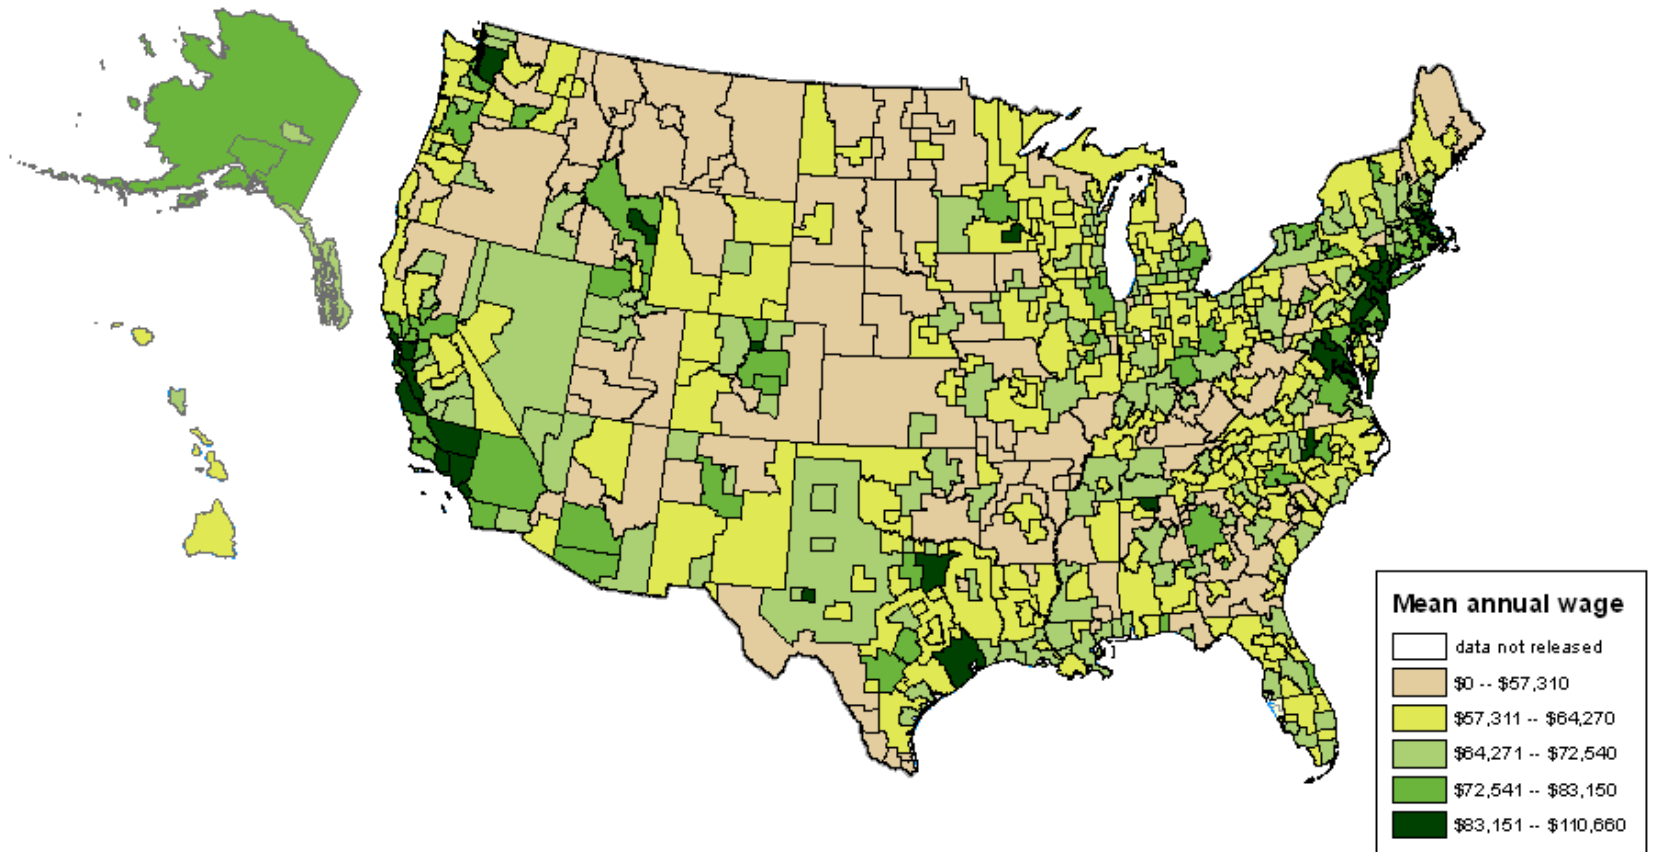 Mean annual wage
data not released
$0 -- $57,310
$57,311 -- $64,270
$64,271 -- $72,540
$72,541 -- $83,150
$83,151 -- $110,660